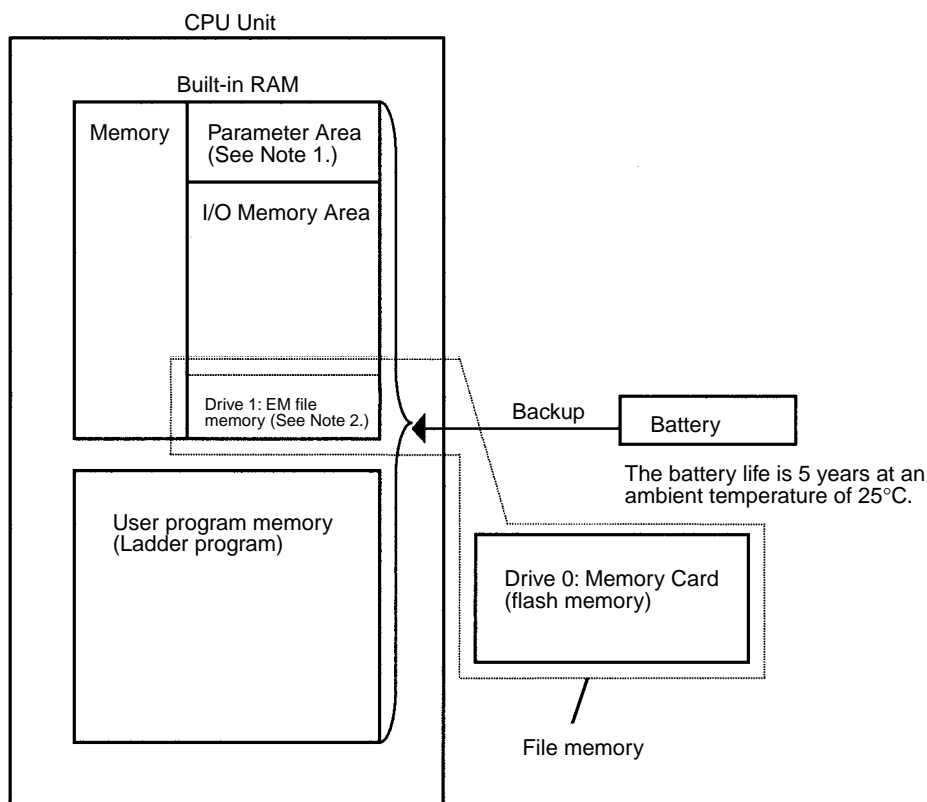 CPU Unit
Built-in RAM
Memory
Parameter Area
(See Note 1.)
I/O Memory Area
Drive 1: EM file
memory (See Note 2.)
Backup
Battery
The battery life is 5 years at an
ambient temperature of 25°C.
User program memory
(Ladder program)
Drive 0: Memory Card
(flash memory)
File memory